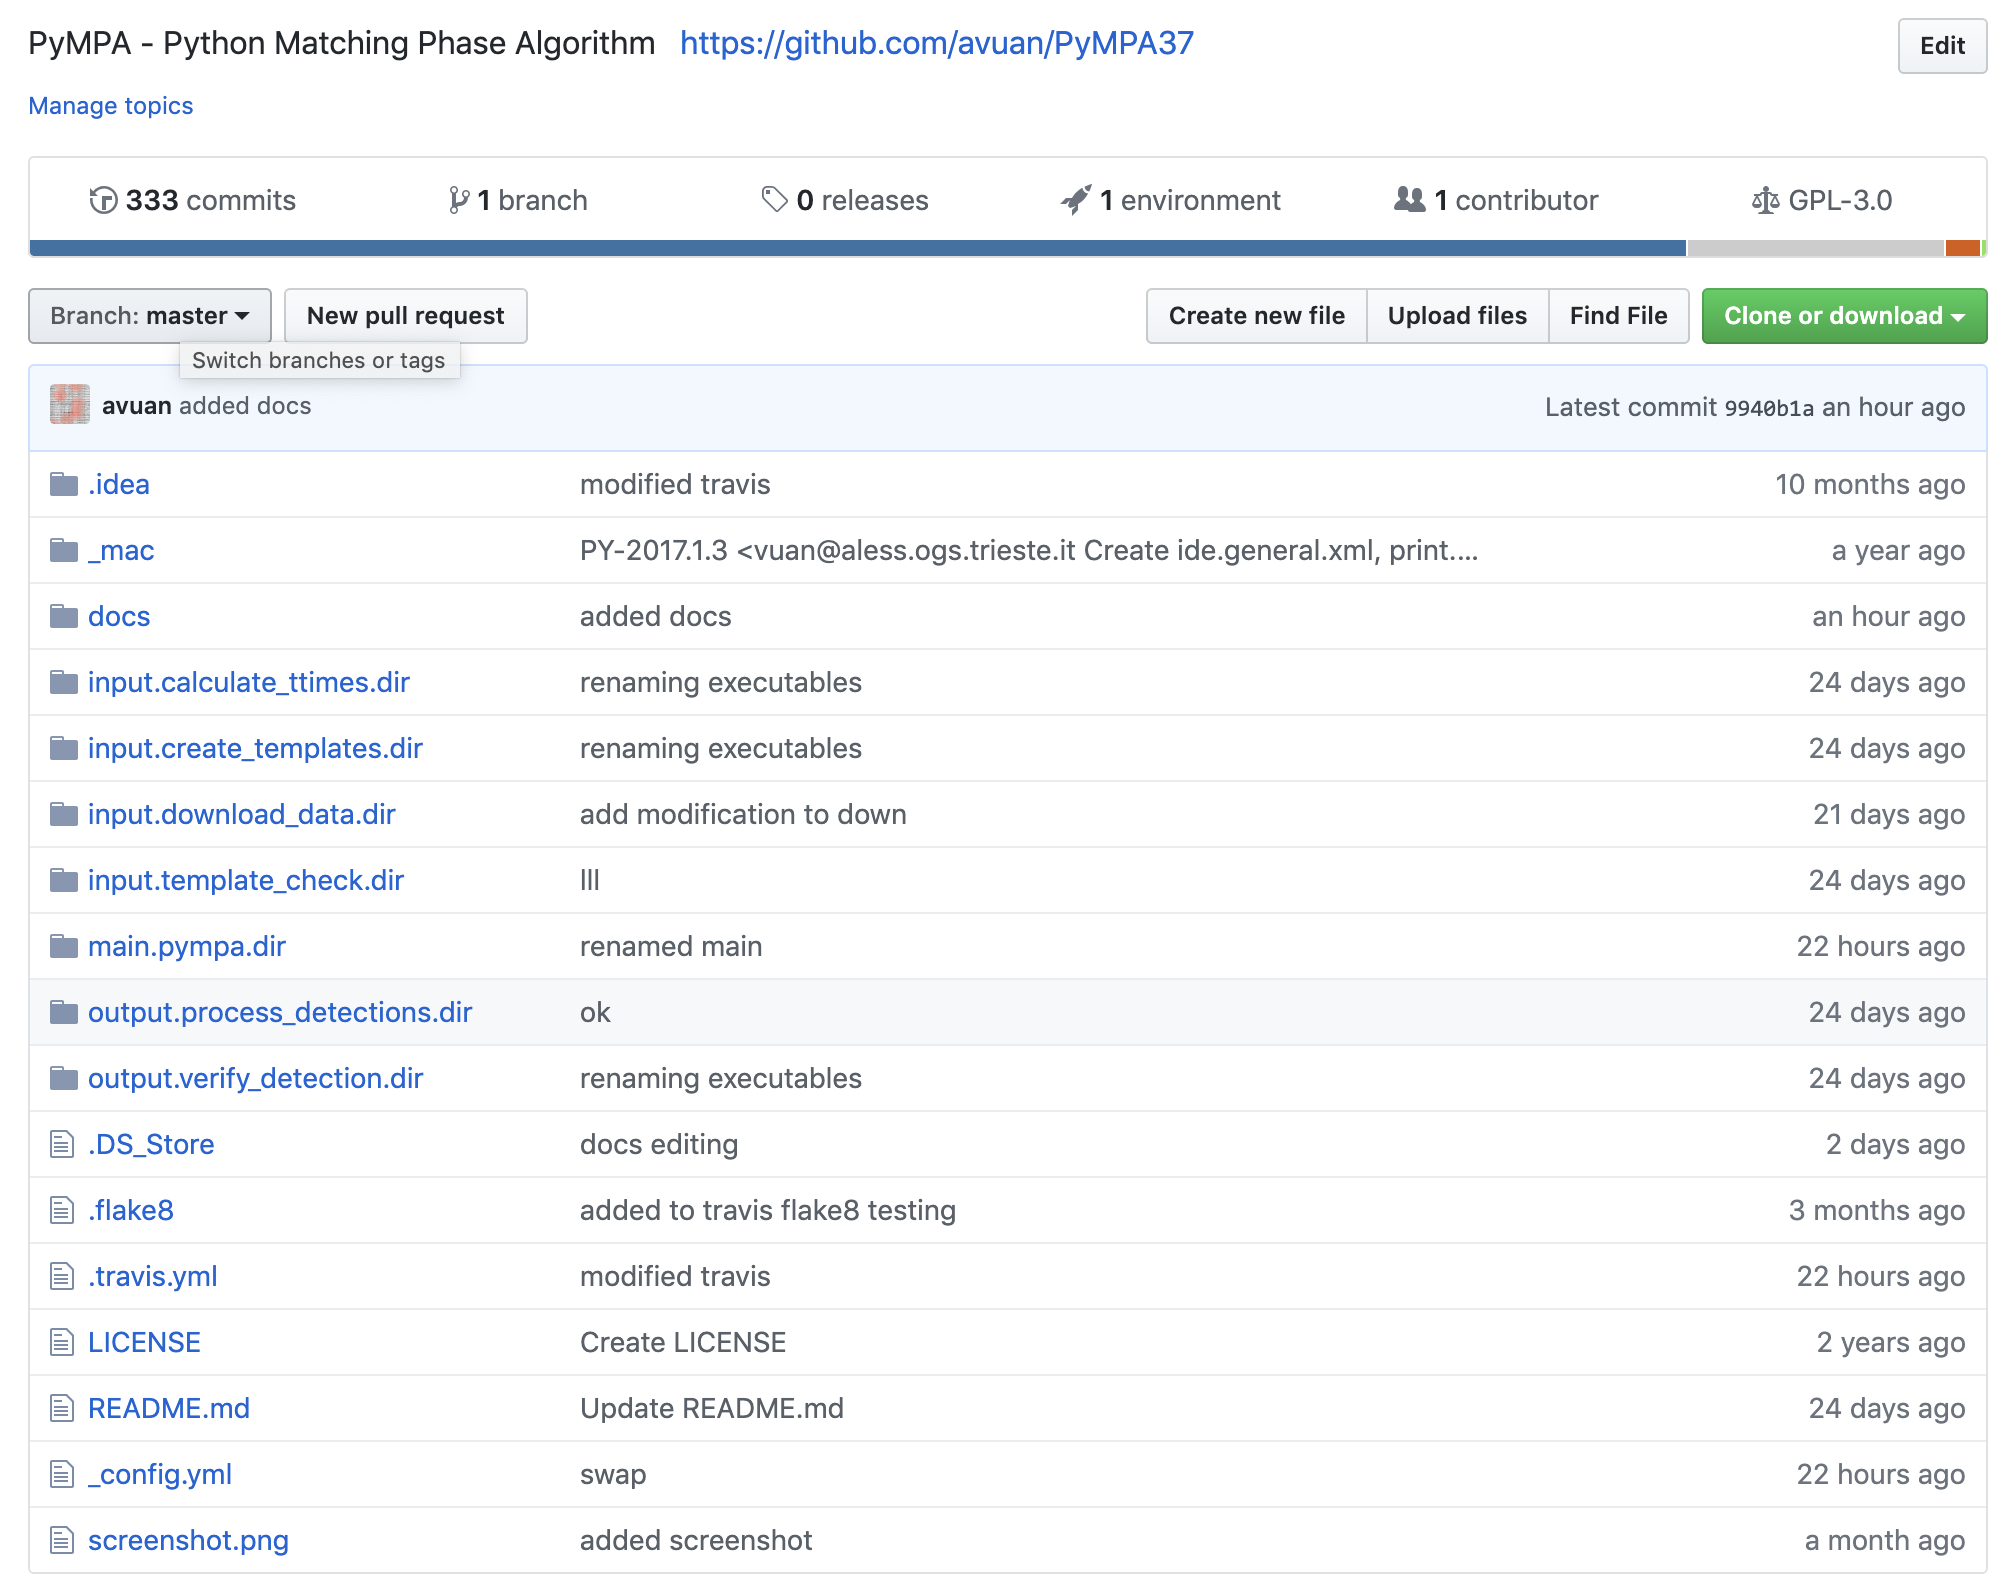 PyMPA - Python Matching Phase Algorithm https://github.com/avuan/PyMPA37 Edit
Manage topics
333 commits 1 branch 0 releases 1 environment 1 contributor GPL-3.0
Branch: master New pull request Create new file Upload files Find File Clone or download
Switch branches or tags
avuan added docs Latest commit 9940b1a an hour ago
.idea modified travis 10 months ago
_mac PY-2017.1.3 <vuan@aless.ogs.trieste.it Create ide.general.xml, print.… a year ago
docs added docs an hour ago
input.calculate_ttimes.dir renaming executables 24 days ago
input.create_templates.dir renaming executables 24 days ago
input.download_data.dir add modification to down 21 days ago
input.template_check.dir lll 24 days ago
main.pympa.dir renamed main 22 hours ago
output.process_detections.dir ok 24 days ago
output.verify_detection.dir renaming executables 24 days ago
.DS_Store docs editing 2 days ago
.flake8 added to travis flake8 testing 3 months ago
.travis.yml modified travis 22 hours ago
LICENSE Create LICENSE 2 years ago
README.md Update README.md 24 days ago
_config.yml swap 22 hours ago
screenshot.png added screenshot a month ago